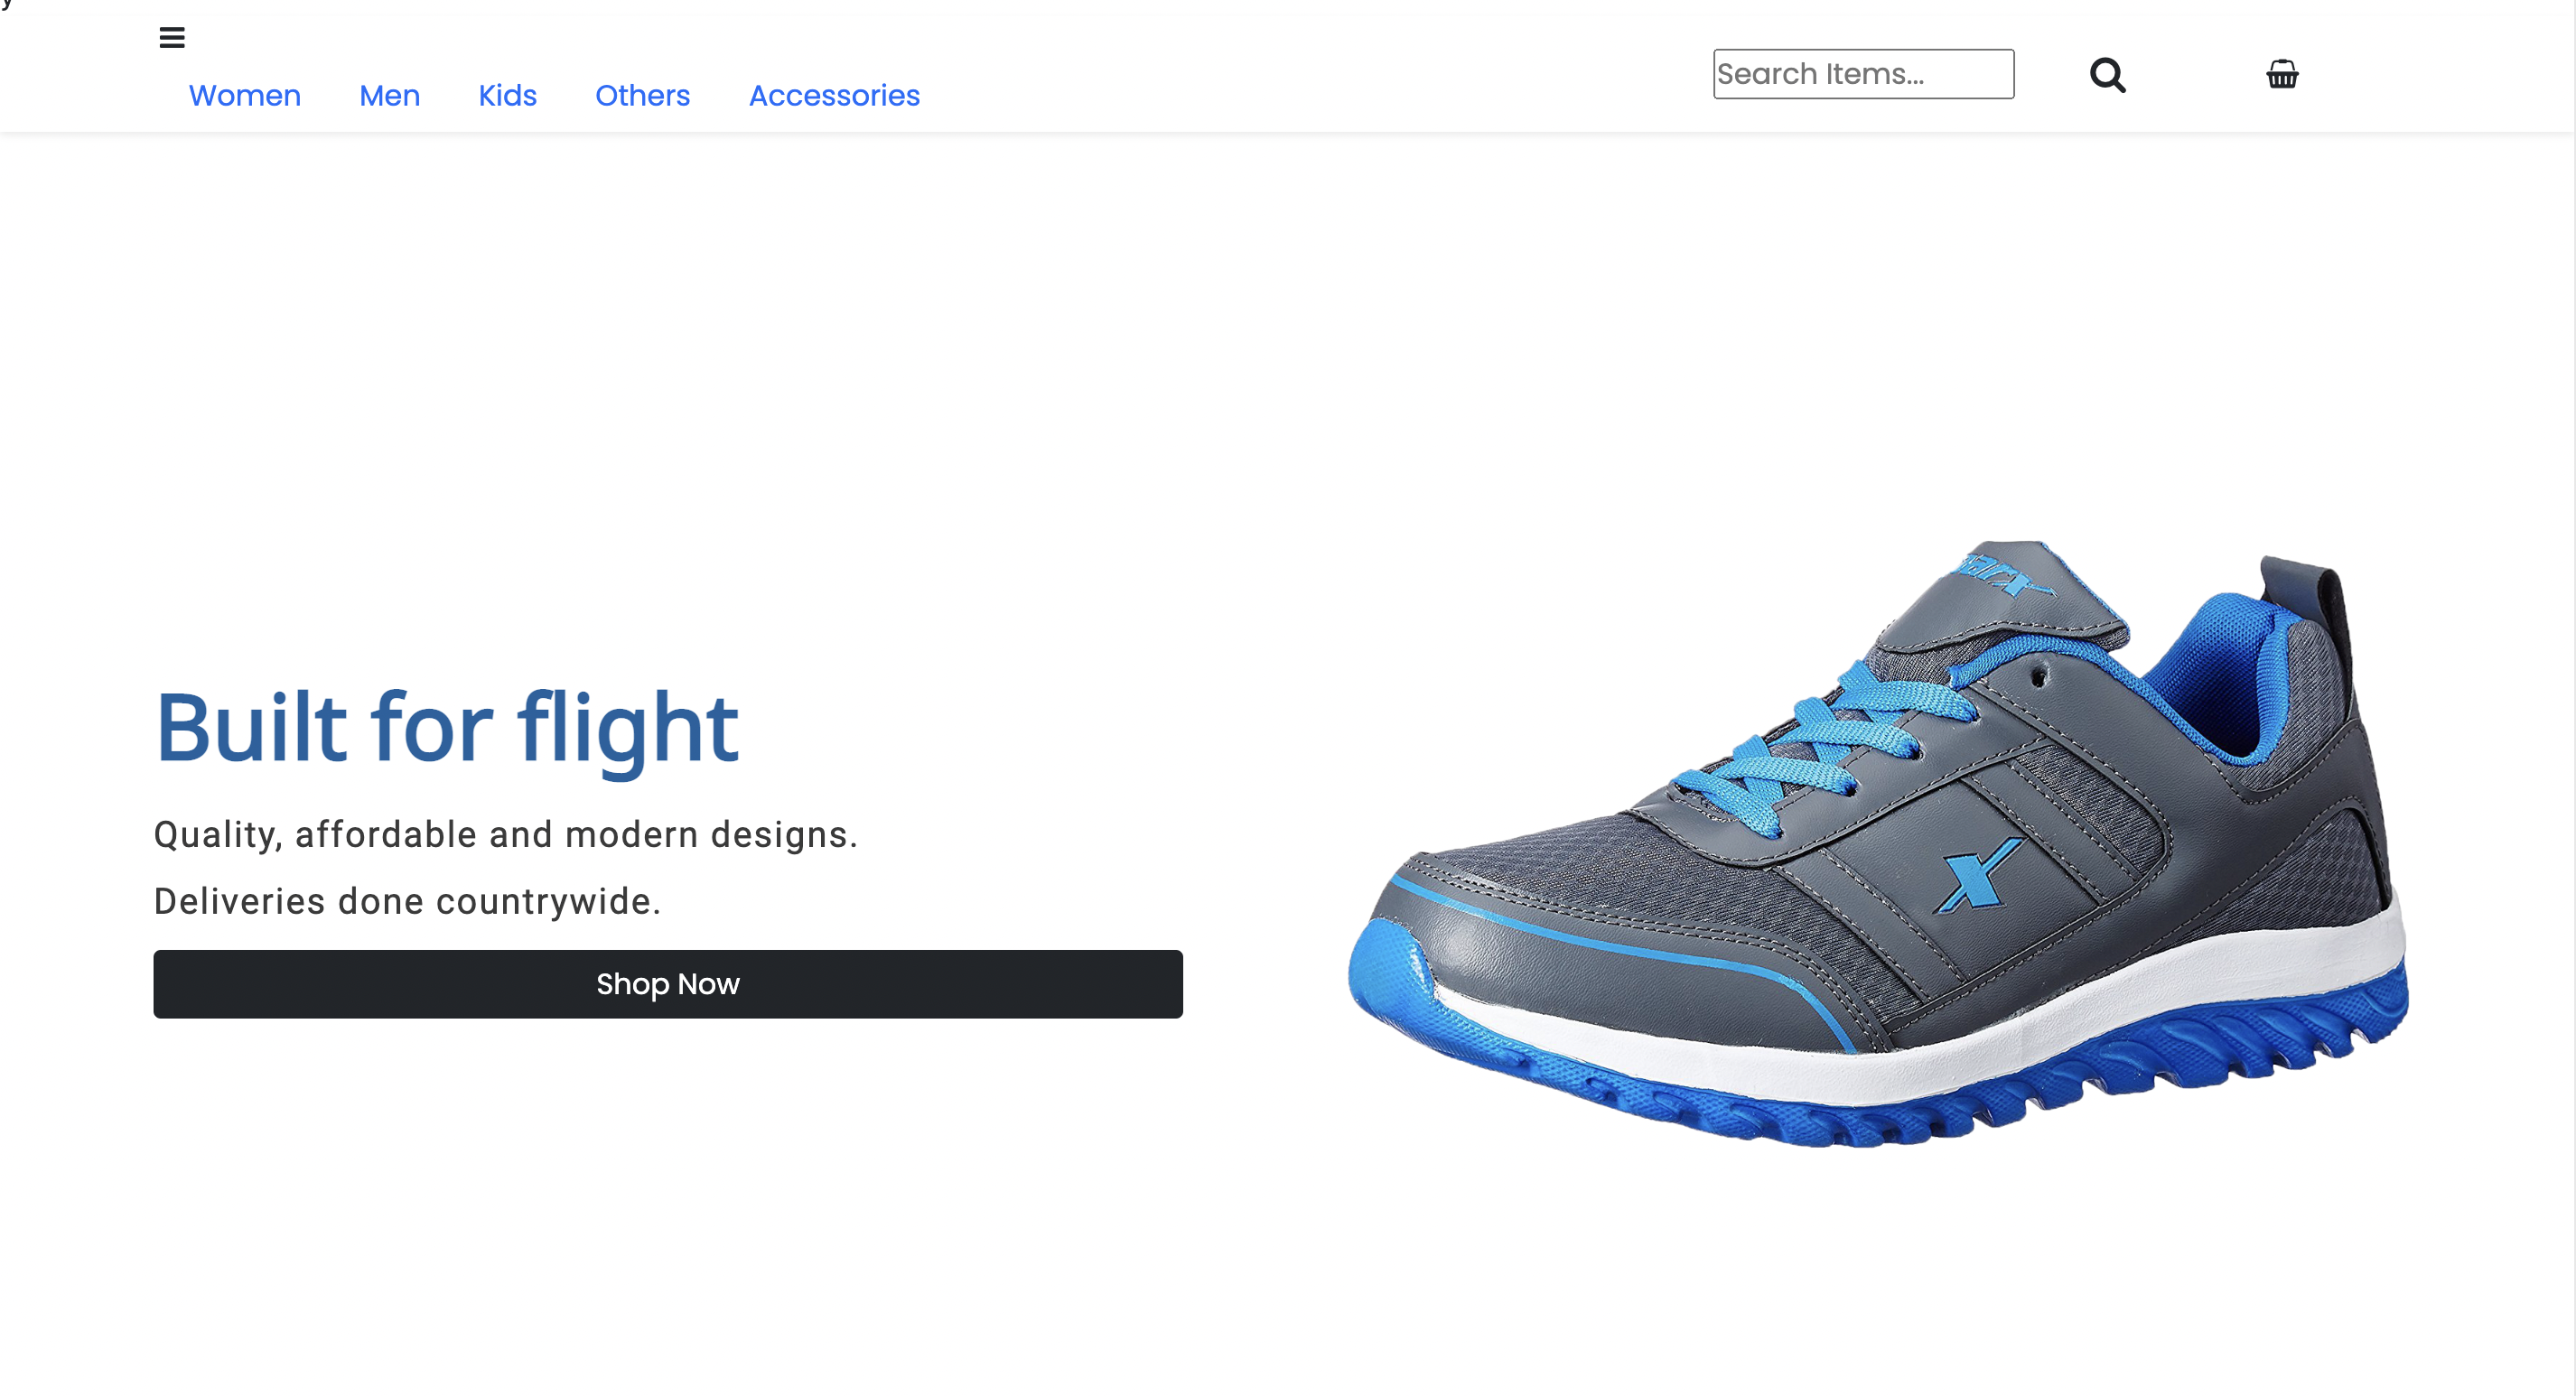 y
Women Men Kids Others Accessories
Search Items...
Built for flight
Quality, affordable and modern designs.
Deliveries done countrywide.
Shop Now